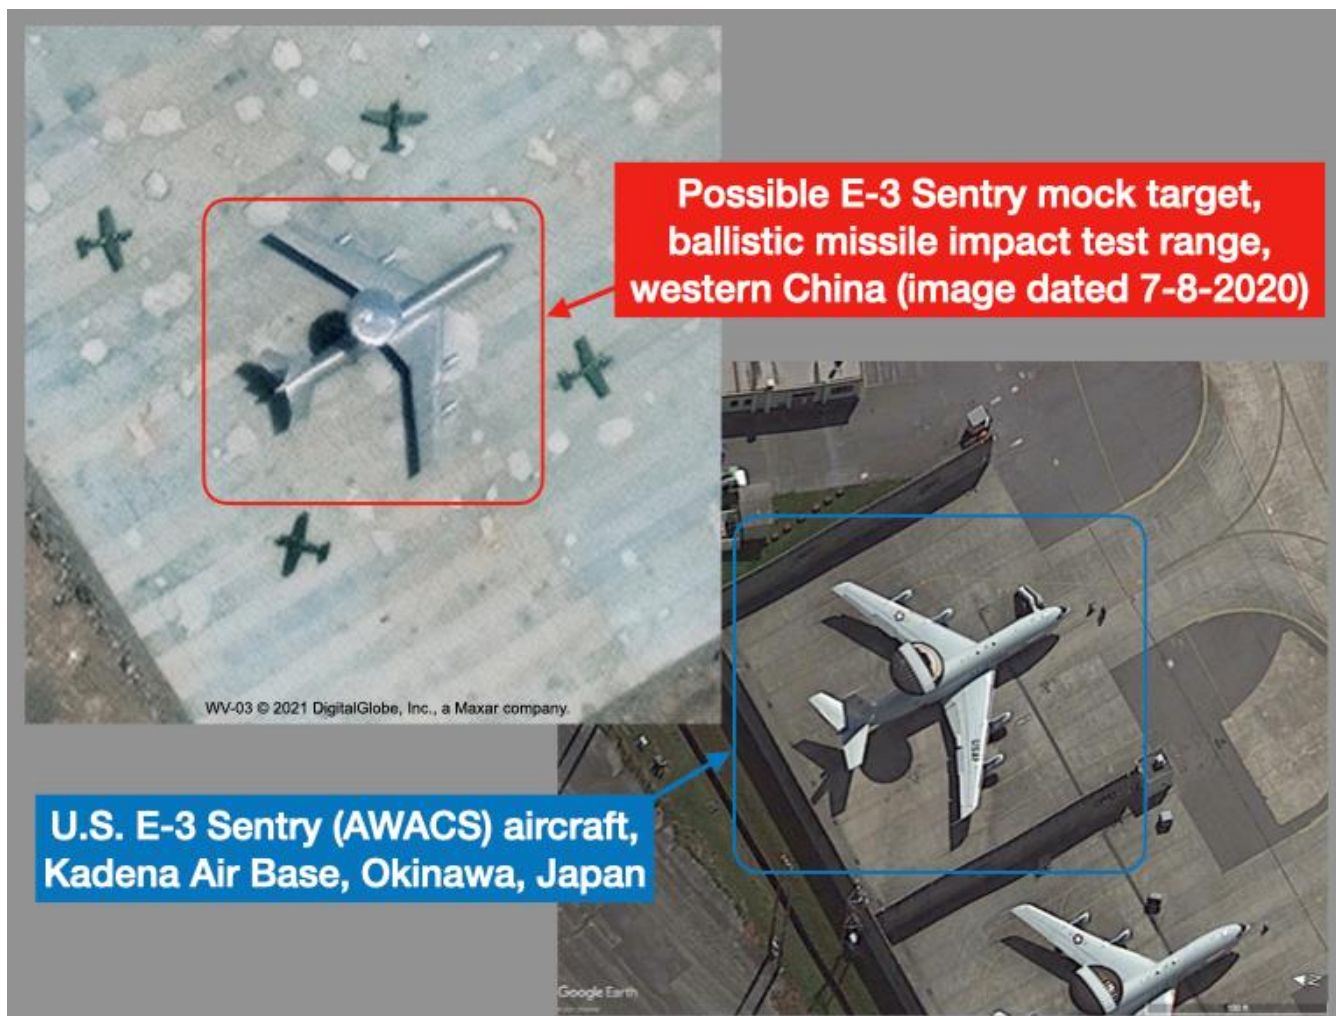 Possible E-3 Sentry mock target,
ballistic missile impact test range,
western China (image dated 7-8-2020)
WV-03 © 2021 DigitalGlobe, Inc., a Maxar company.
U.S. E-3 Sentry (AWACS) aircraft,
Kadena Air Base, Okinawa, Japan
USAF
Google Earth